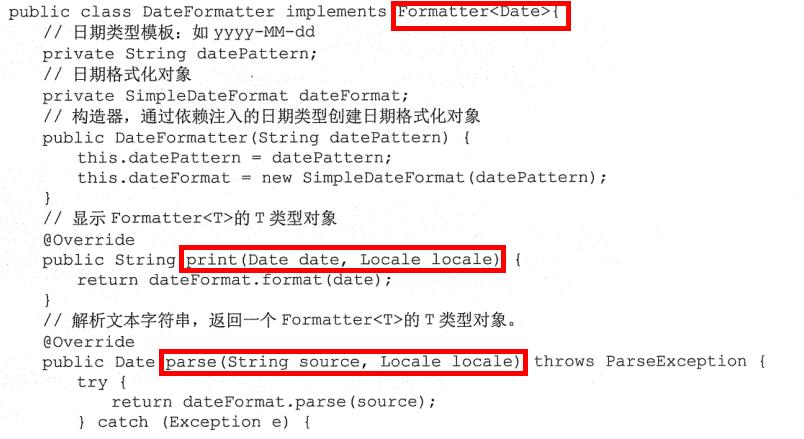 public class DateFormatter implements Formatter<Date>{
// 日期类型模板：如 yyyy-MM-dd
private String datePattern;
// 日期格式化对象
private SimpleDateFormat dateFormat;
// 构造器，通过依赖注入的日期类型创建日期格式化对象
public DateFormatter(String datePattern) {
this.datePattern = datePattern;
this.dateFormat = new SimpleDateFormat(datePattern);
}
// 显示 Formatter<T>的 T 类型对象
@Override
public String print(Date date, Locale locale) {
return dateFormat.format(date);
}
// 解析文本字符串，返回一个 Formatter<T>的 T 类型对象。
@Override
public Date parse(String source, Locale locale) throws ParseException {
try {
return dateFormat.parse(source);
} catch (Exception e) {